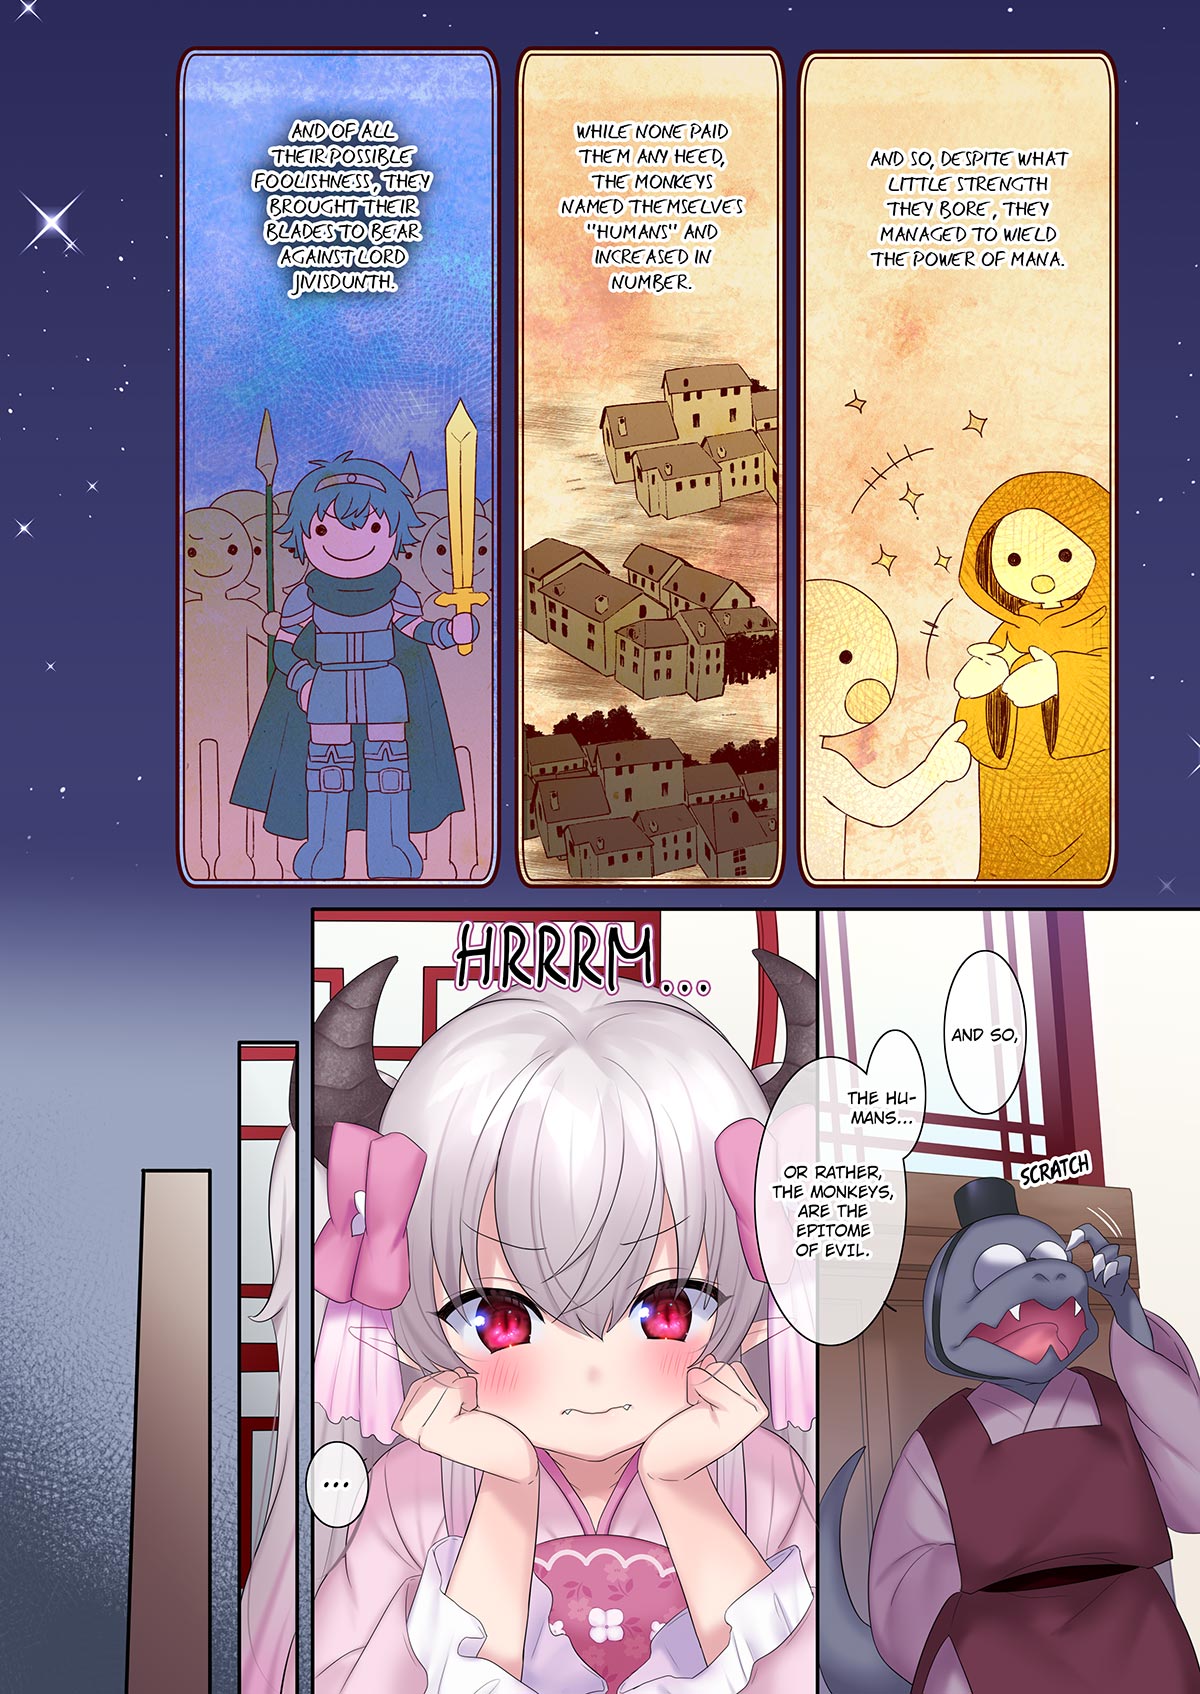 AND SO, DESPITE WHAT
LITTLE STRENGTH
THEY BORE, THEY
MANAGED TO WIELD
THE POWER OF MANA.
WHILE NONE PAID
THEM ANY HEED,
THE MONKEYS
NAMED THEMSELVES
"HUMANS" AND
INCREASED IN
NUMBER.
AND OF ALL
THEIR POSSIBLE
FOOLISHNESS, THEY
BROUGHT THEIR
BLADES TO BEAR
AGAINST LORD
JIVISDUNTH.
AND SO,
THE HU-
MANS...
OR RATHER,
THE MONKEYS,
ARE THE
EPITOME
OF EVIL.
SCRATCH
HRRRM...
...